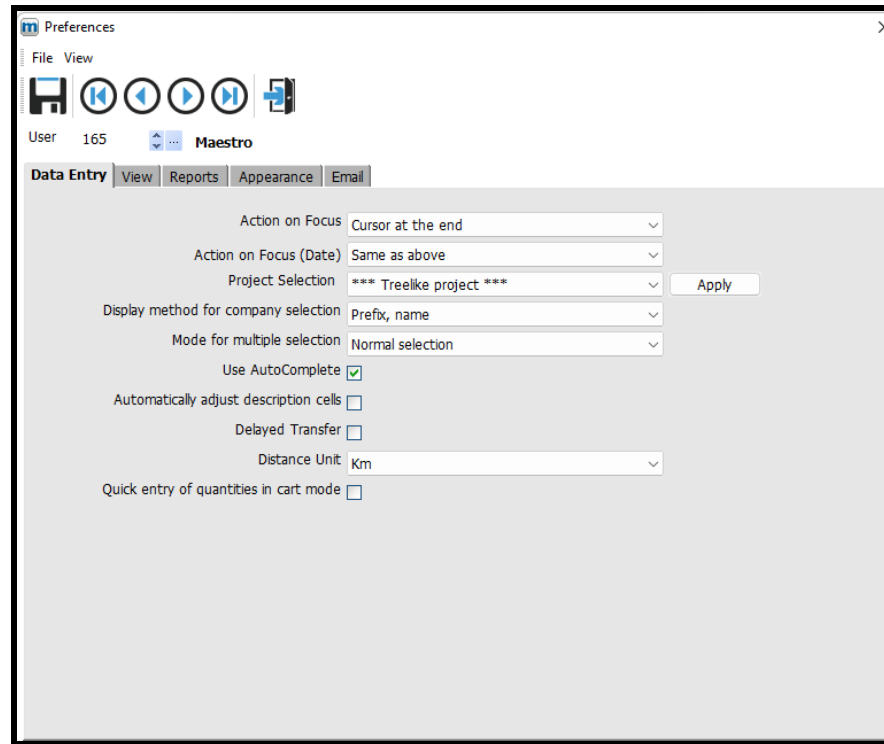 m Preferences
File View
User 165 ... Maestro
Data Entry View Reports Appearance Email
Action on Focus Cursor at the end
Action on Focus (Date) Same as above
Project Selection *** Treelike project *** Apply
Display method for company selection Prefix, name
Mode for multiple selection Normal selection
Use AutoComplete
Automatically adjust description cells
Delayed Transfer
Distance Unit Km
Quick entry of quantities in cart mode